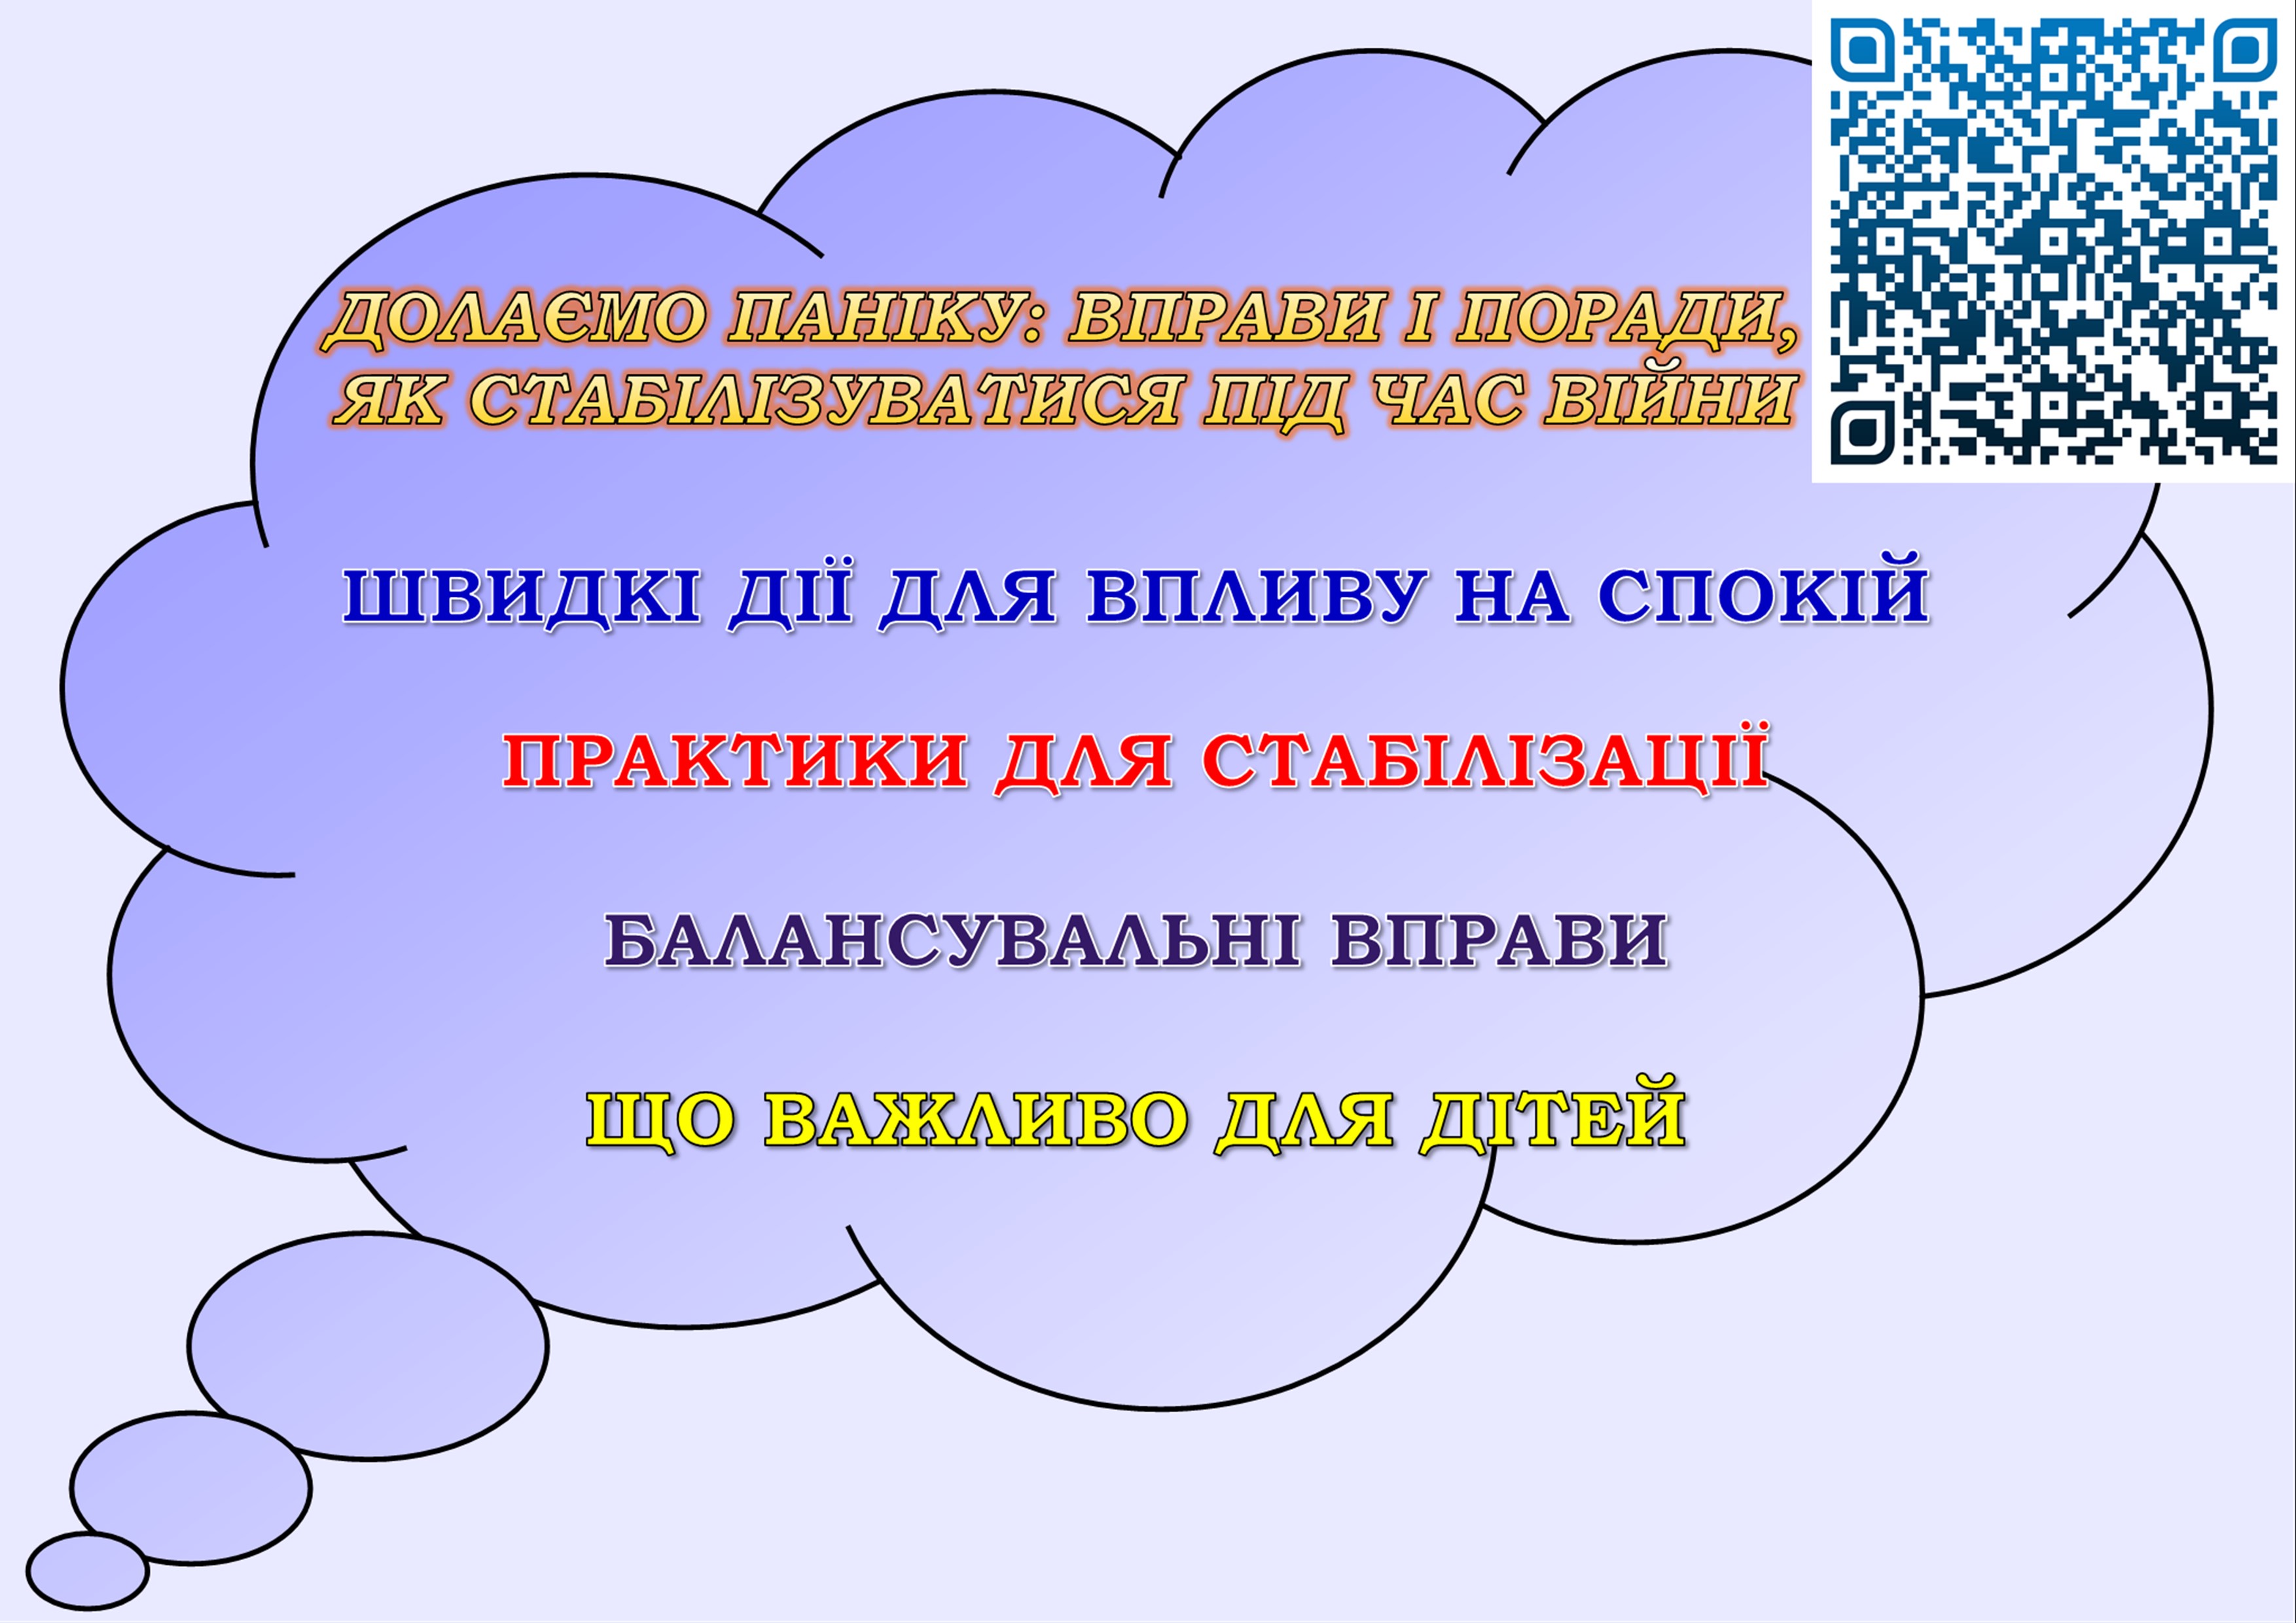 ДОЛАЄМО ПАНІКУ: ВПРАВИ І ПОРАДИ,
ЯК СТАБІЛІЗУВАТИСЯ ПІД ЧАС ВІЙНИ
ШВИДКІ ДІЇ ДЛЯ ВПЛИВУ НА СПОКІЙ
ПРАКТИКИ ДЛЯ СТАБІЛІЗАЦІЇ
БАЛАНСУВАЛЬНІ ВПРАВИ
ЩО ВАЖЛИВО ДЛЯ ДІТЕЙ